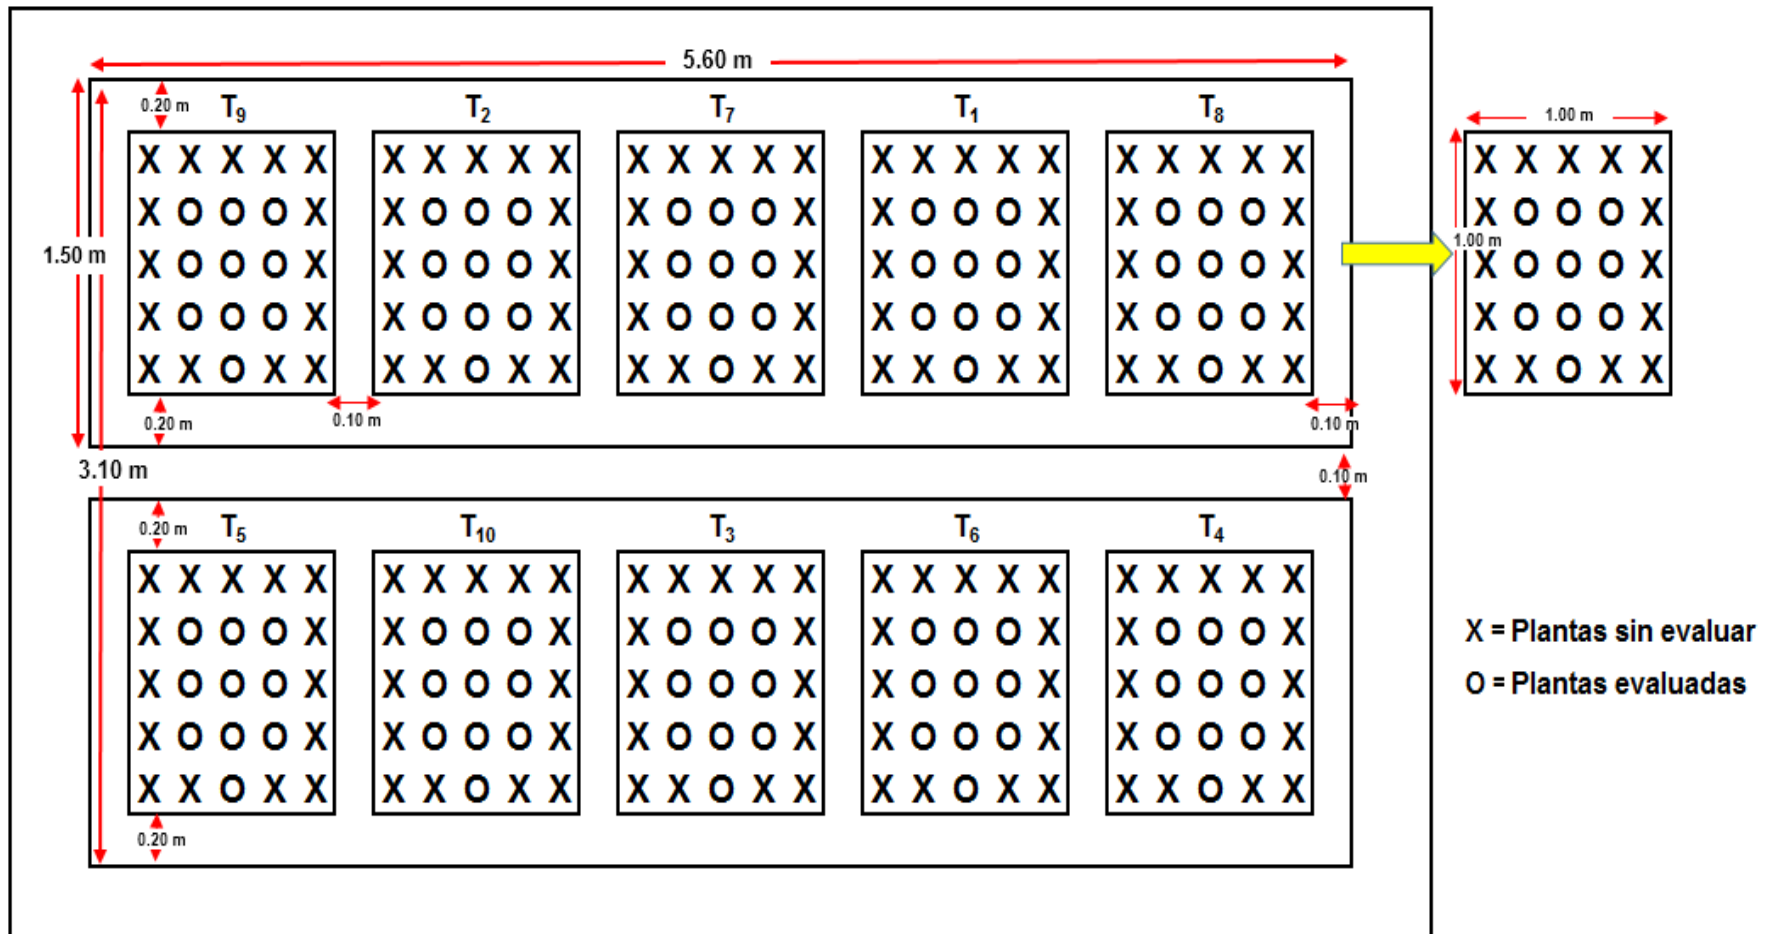 5.60 m
0.20 m
T9 T2 T7 T1 T8
1.00 m
X X X X X X X X X X X X X X X X X X X X X X X X X X X X X X
X O O O X X O O O X X O O O X X O O O X X O O O X X O O O X
1.50 m
1.00 m
X O O O X X O O O X X O O O X X O O O X X O O O X X O O O X
X O O O X X O O O X X O O O X X O O O X X O O O X X O O O X
X X O X X X X O X X X X O X X X X O X X X X O X X X X O X X
0.20 m 0.10 m 0.10 m
3.10 m 0.10 m
0.20 m
T5 T10 T3 T6 T4
X X X X X X X X X X X X X X X X X X X X X X X X X
X O O O X X O O O X X O O O X X O O O X X O O O X
X = Plantas sin evaluar
X O O O X X O O O X X O O O X X O O O X X O O O X
O = Plantas evaluadas
X O O O X X O O O X X O O O X X O O O X X O O O X
X X O X X X X O X X X X O X X X X O X X X X O X X
0.20 m